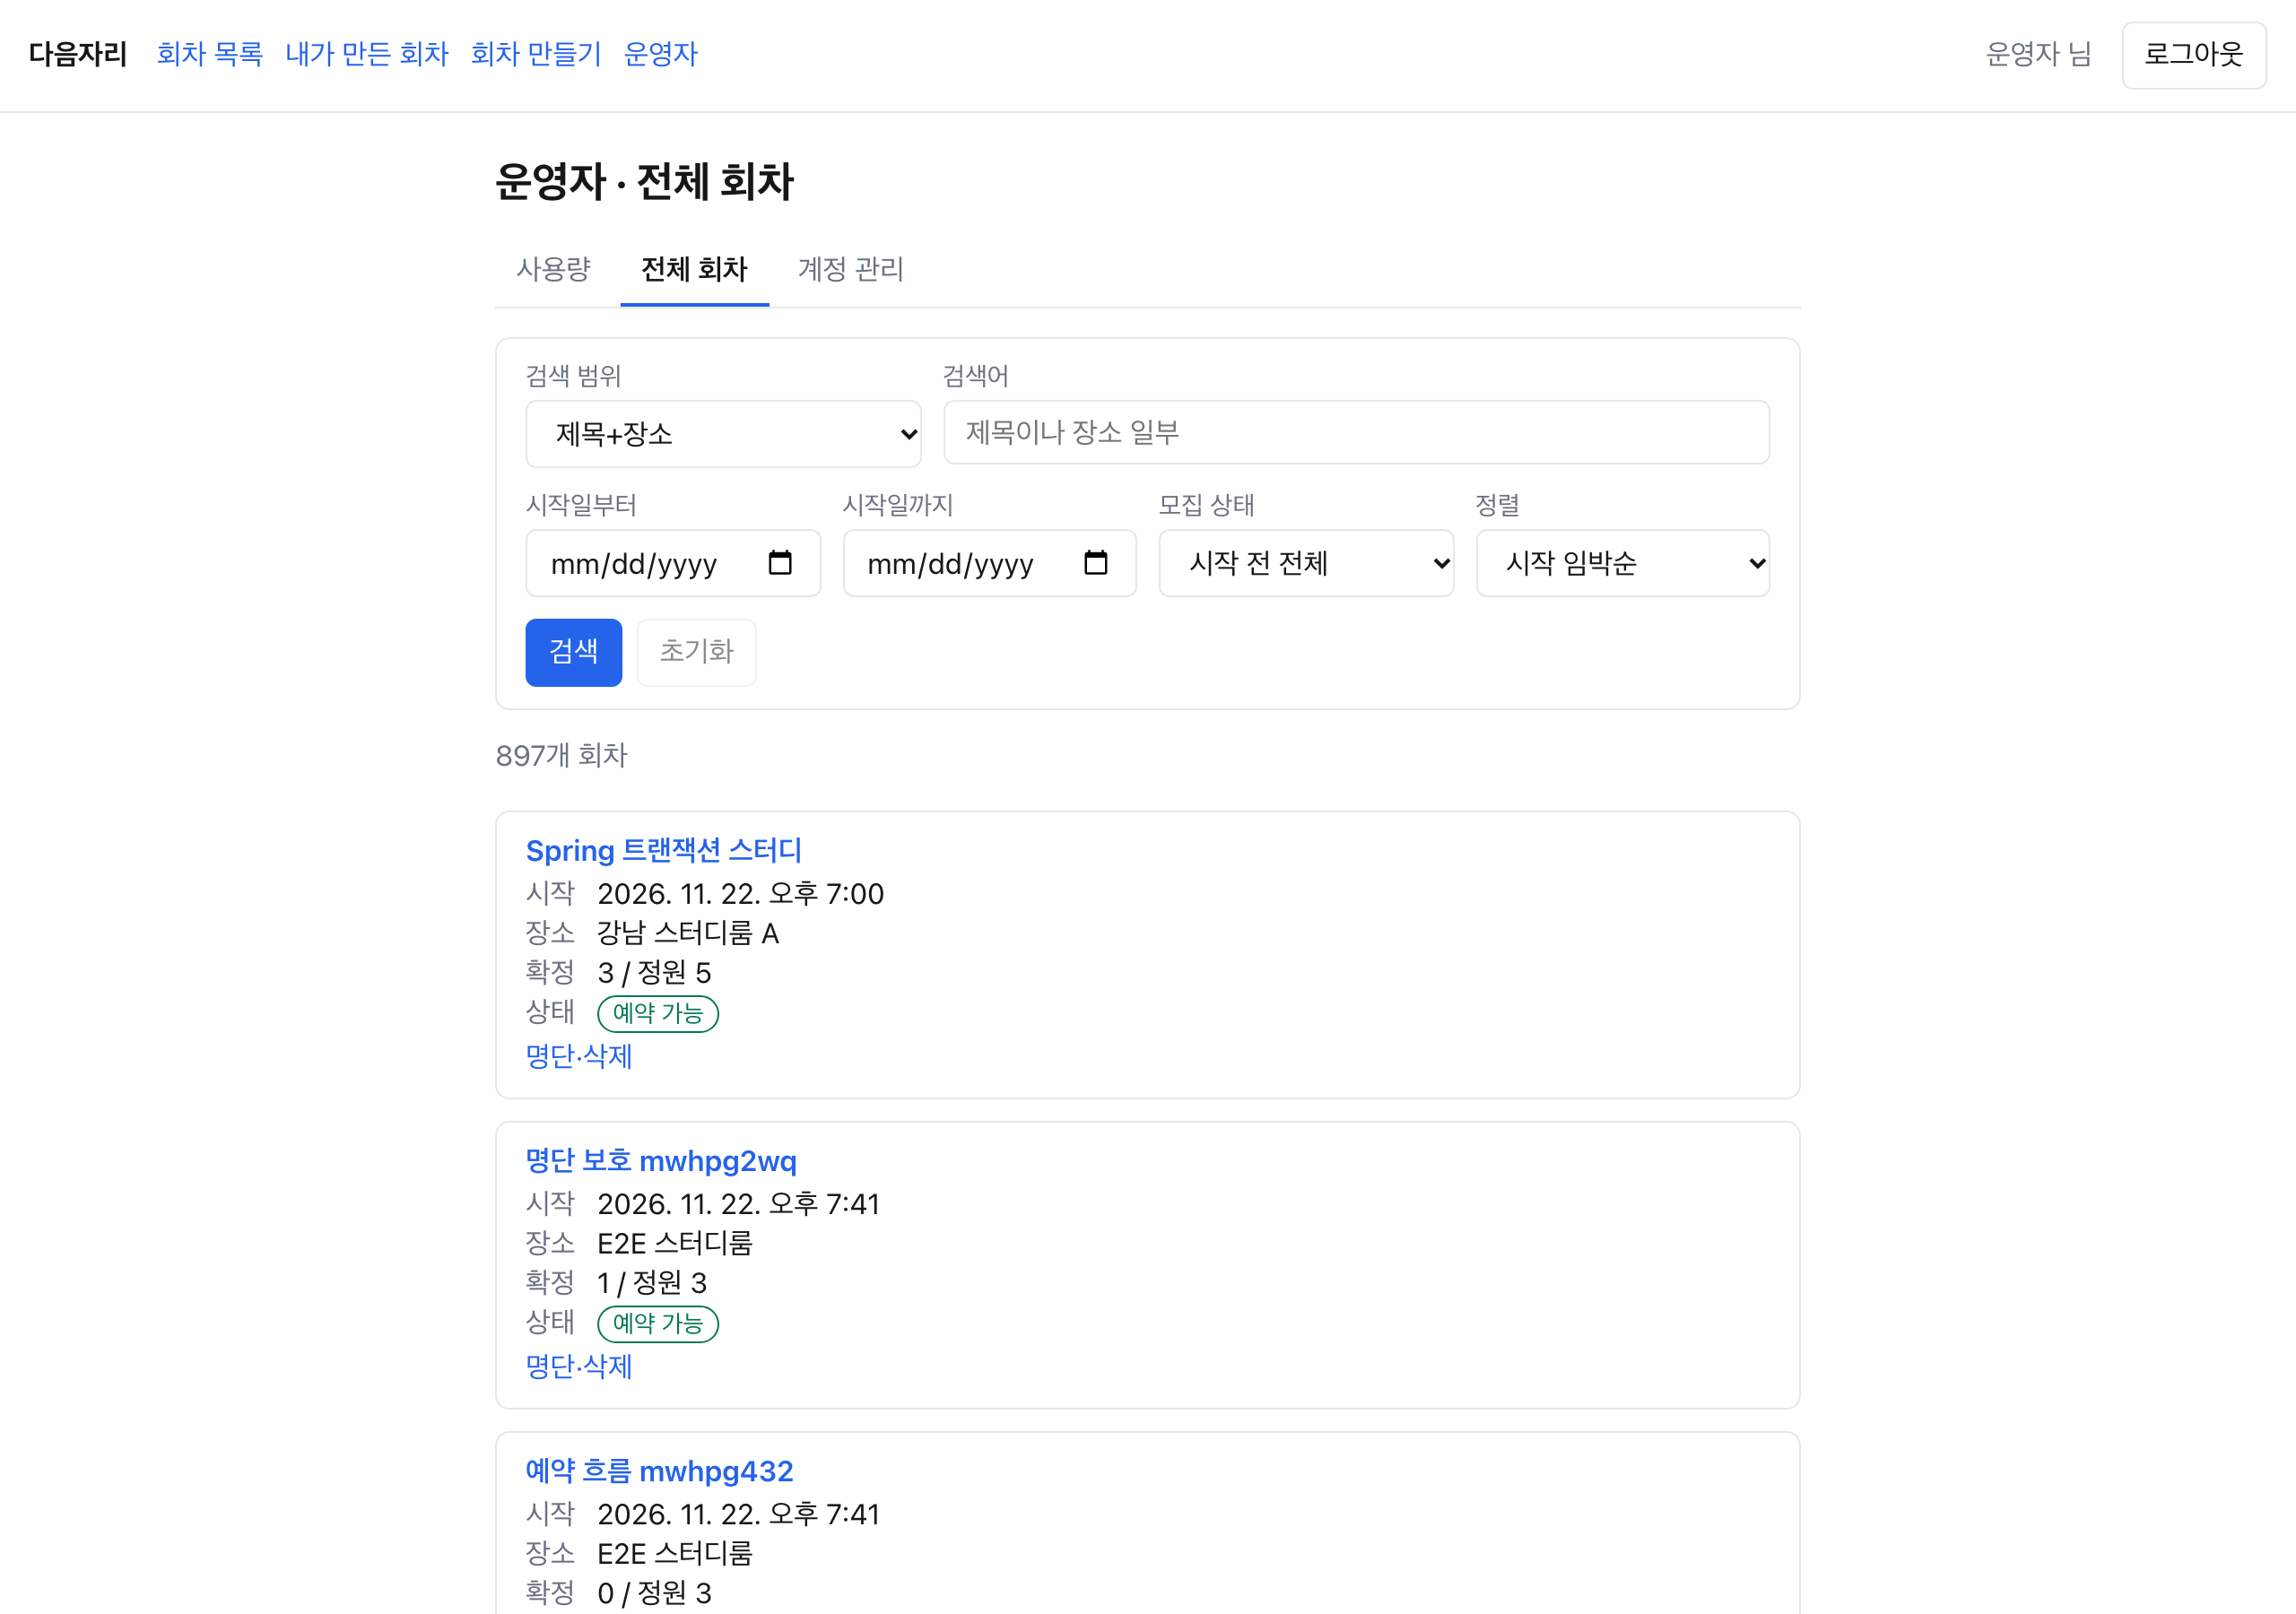 다음자리 회차 목록 내가 만든 회차 회차 만들기 운영자 운영자 님 로그아웃
운영자 · 전체 회차
사용량 전체 회차 계정 관리
검색 범위 검색어
제목+장소 제목이나 장소 일부
시작일부터 시작일까지 모집 상태 정렬
mm/dd/yyyy mm/dd/yyyy 시작 전 전체 시작 임박순
검색 초기화
897개 회차
Spring 트랜잭션 스터디
시작 2026. 11. 22. 오후 7:00
장소 강남 스터디룸 A
확정 3 / 정원 5
상태 예약 가능
명단·삭제
명단 보호 mwhpg2wq
시작 2026. 11. 22. 오후 7:41
장소 E2E 스터디룸
확정 1 / 정원 3
상태 예약 가능
명단·삭제
예약 흐름 mwhpg432
시작 2026. 11. 22. 오후 7:41
장소 E2E 스터디룸
확정 0 / 정원 3